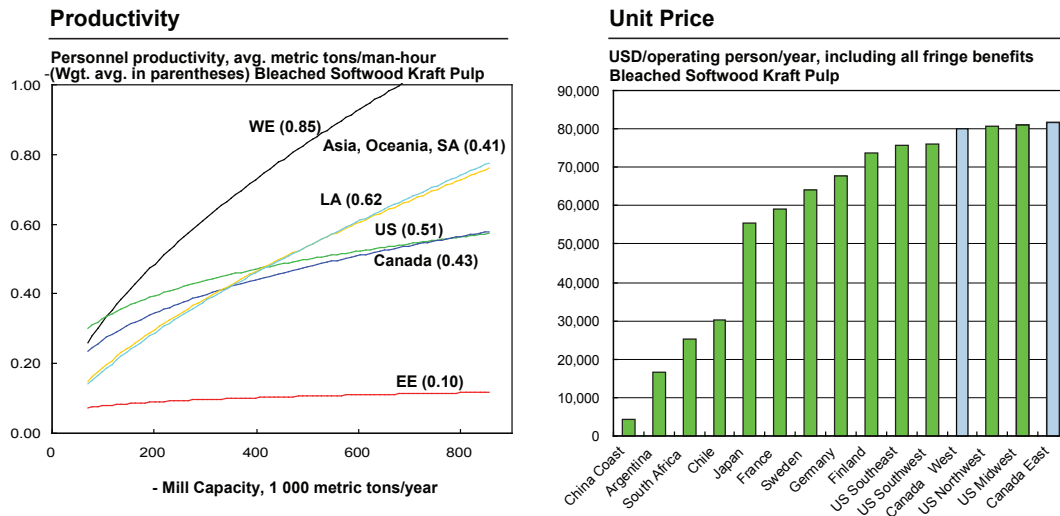 Productivity
Personnel productivity, avg. metric tons/man-hour
-(Wgt. avg. in parentheses) Bleached Softwood Kraft Pulp
1.00
0.80
0.60
0.40
0.20
0.00
WE (0.85)
Asia, Oceania, SA (0.41)
LA (0.62
US (0.51)
Canada (0.43)
EE (0.10)
0
200
400
600
800
- Mill Capacity, 1 000 metric tons/year
Unit Price
USD/operating person/year, including all fringe benefits
Bleached Softwood Kraft Pulp
90,000
80,000
70,000
60,000
50,000
40,000
30,000
20,000
10,000
0
China Coast
Argentina
South Africa
Chile
Japan
France
Sweden
Germany
Finland
US Southeast
US Southwest
Canada West
US Northwest
US Midwest
Canada East